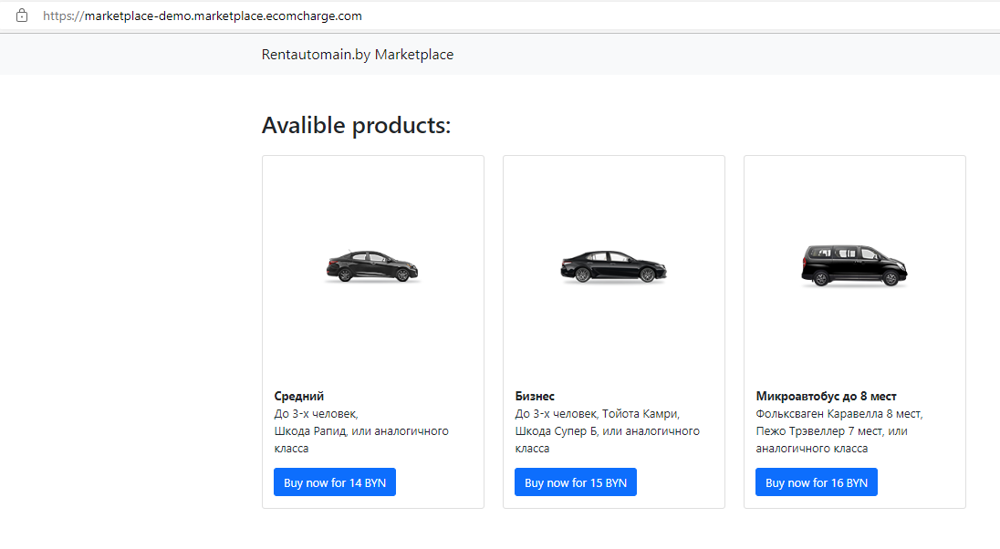 https://marketplace-demo.marketplace.ecomcharge.com
Rentautomain.by Marketplace
Avalible products:
Средний
До 3-х человек,
Шкода Рапид, или аналогичного
класса
Buy now for 14 BYN
Бизнес
До 3-х человек, Тойота Камри,
Шкода Супер Б, или аналогичного
класса
Buy now for 15 BYN
Микроавтобус до 8 мест
Фольксваген Каравелла 8 мест,
Пежо Трэвеллер 7 мест, или
аналогичного класса
Buy now for 16 BYN